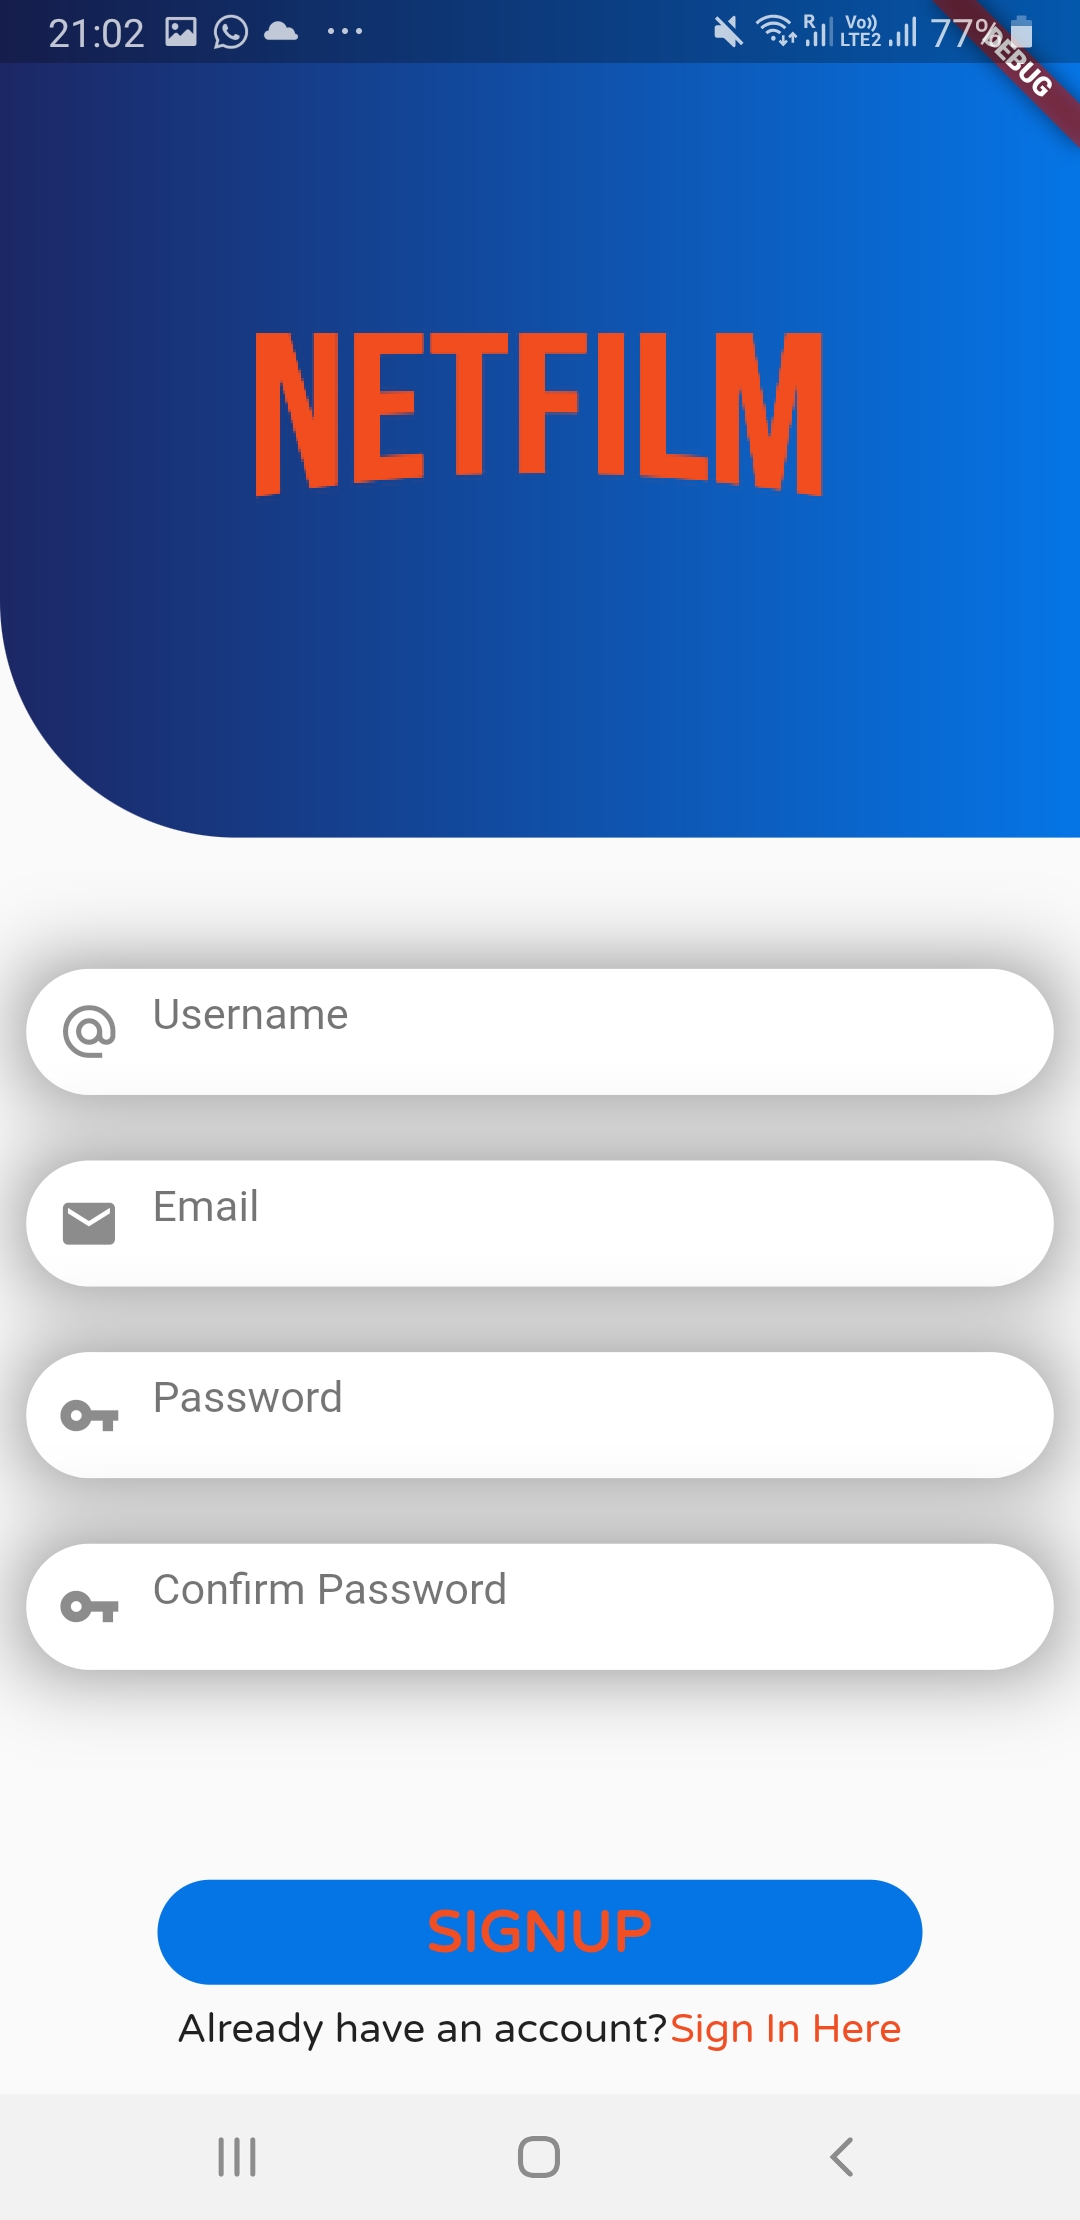 21:02 R Vo)) LTE2 77%
DEBUG
NETFILM
Username
Email
Password
Confirm Password
SIGNUP
Already have an account?Sign In Here